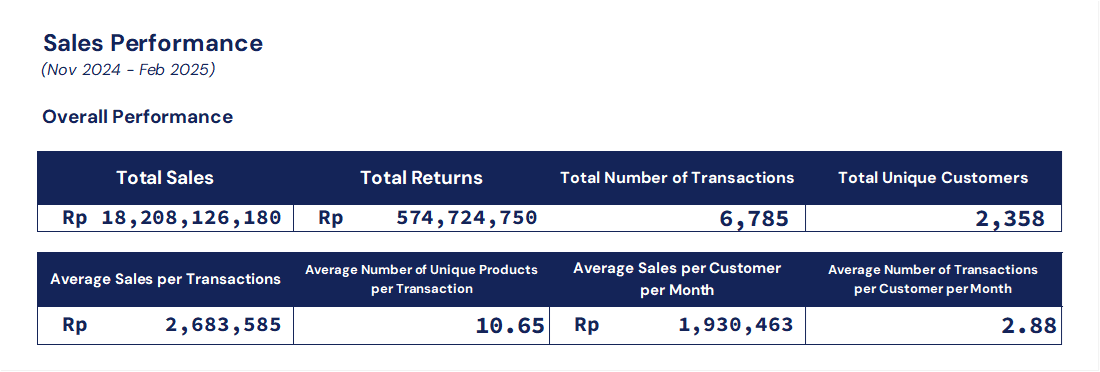 Sales Performance
(Nov 2024 - Feb 2025)
Overall Performance
Total Sales Total Returns Total Number of Transactions Total Unique Customers
Rp 18,208,126,180 Rp 574,724,750 6,785 2,358
Average Sales per Transactions Average Number of Unique Products per Transaction Average Sales per Customer per Month Average Number of Transactions per Customer per Month
Rp 2,683,585 10.65 Rp 1,930,463 2.88